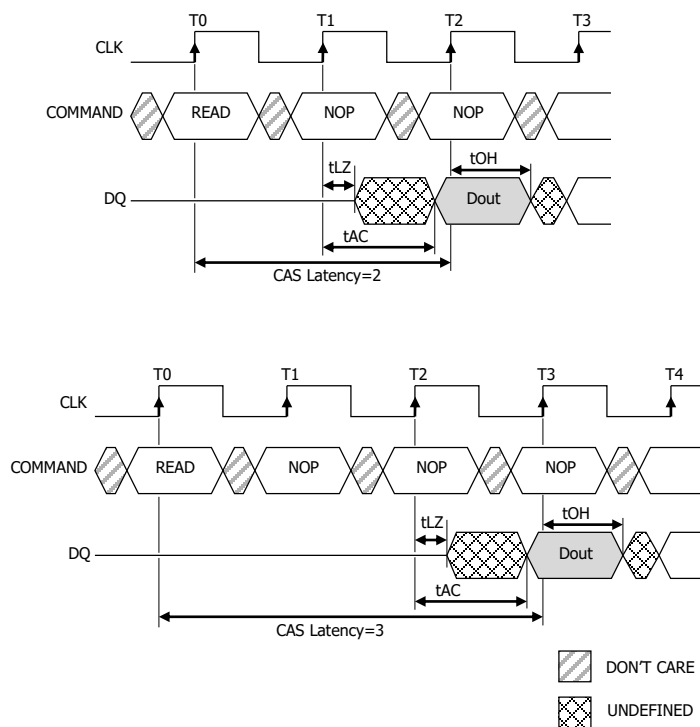 T0 T1 T2 T3
CLK
COMMAND READ NOP NOP
tLZ tOH
DQ Dout
tAC
CAS Latency=2
T0 T1 T2 T3 T4
CLK
COMMAND READ NOP NOP NOP
tLZ tOH
DQ Dout
tAC
CAS Latency=3
DON'T CARE
UNDEFINED